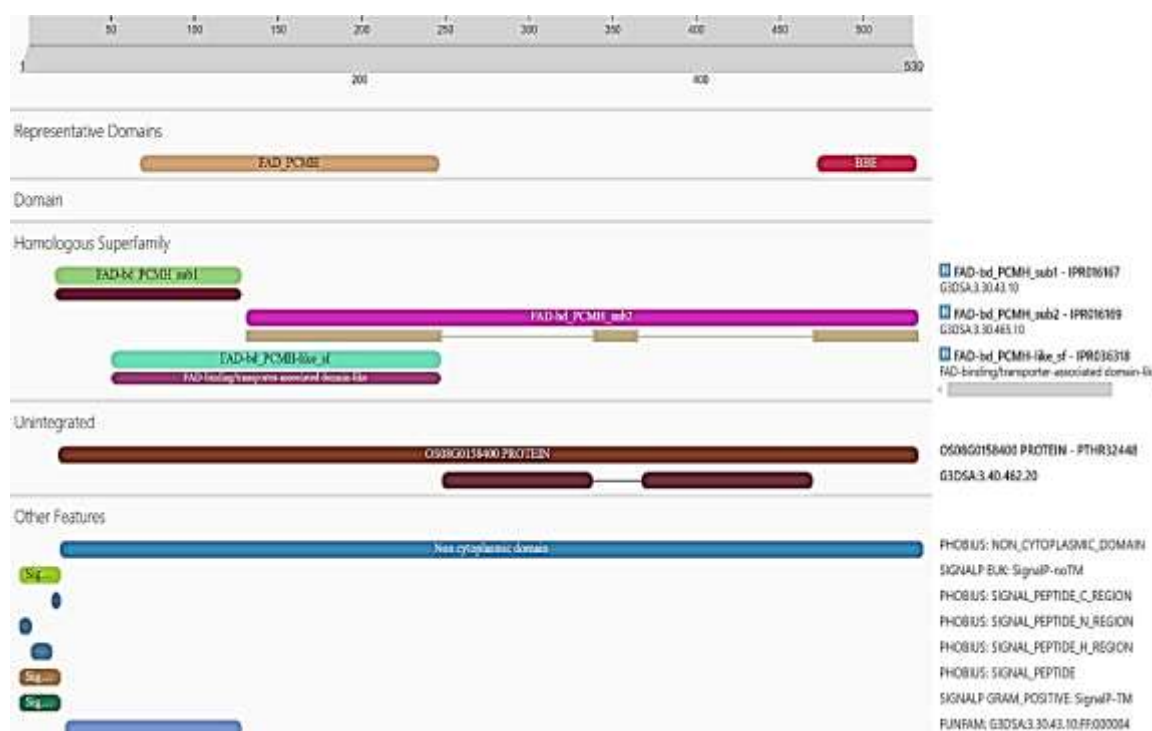 50 100 150 200 250 300 350 400 450 500
1 530
200 400
Representative Domains
FAD_PCMH BBE
Domain
Homologous Superfamily
FAD-bd_PCMH_sub1
FAD-bd_PCMH_sub1 - IPR016167
G3DSA:3.30.43.10
FAD-bd_PCMH_sub2
FAD-bd_PCMH_sub2 - IPR016169
G3DSA:3.30.465.10
FAD-bd_PCMH-like_sf
FAD-bd_PCMH-like_sf - IPR036318
FAD-binding/transporter-associated domain-like
FAD-binding/transporter-associated domain-li
Unintegrated
OS08G0158400 PROTEIN
OS08G0158400 PROTEIN - PTHR32448
G3DSA:3.40.462.20
Other Features
Non cytoplasmic domain
PHOBIUS: NON_CYTOPLASMIC_DOMAIN
Sig...
SIGNALP EUK: SignalP-noTM
PHOBIUS: SIGNAL_PEPTIDE_C_REGION
PHOBIUS: SIGNAL_PEPTIDE_N_REGION
PHOBIUS: SIGNAL_PEPTIDE_H_REGION
Sig...
PHOBIUS: SIGNAL_PEPTIDE
Sig...
SIGNALP GRAM_POSITIVE: SignalP-TM
FUNFAM: G3DSA:3.30.43.10:FF:000004